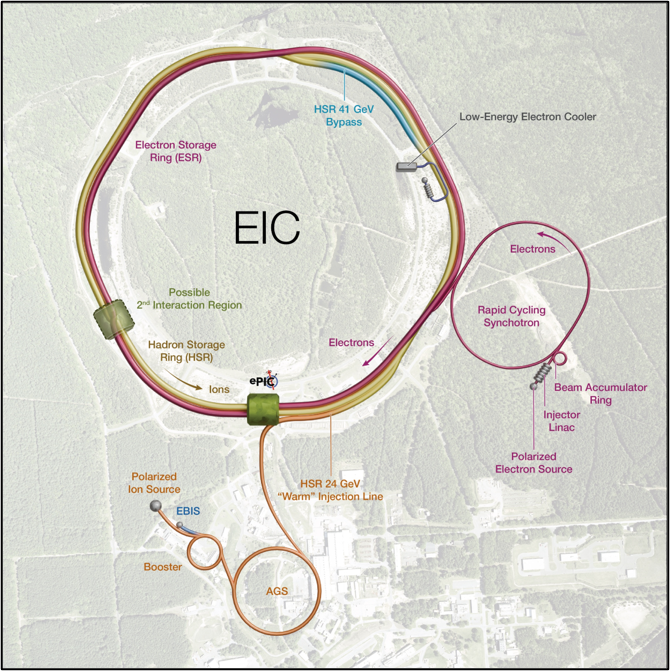 HSR 41 GeV
Bypass
Low-Energy Electron Cooler
Electron Storage
Ring (ESR)
EIC
Electrons
Possible
2nd Interaction Region
Rapid Cycling
Synchotron
Hadron Storage
Ring (HSR)
Electrons
ePIC
Ions
Beam Accumulator
Ring
Injector
Linac
Polarized
Electron Source
HSR 24 GeV
"Warm" Injection Line
Polarized
Ion Source
EBIS
Booster
AGS